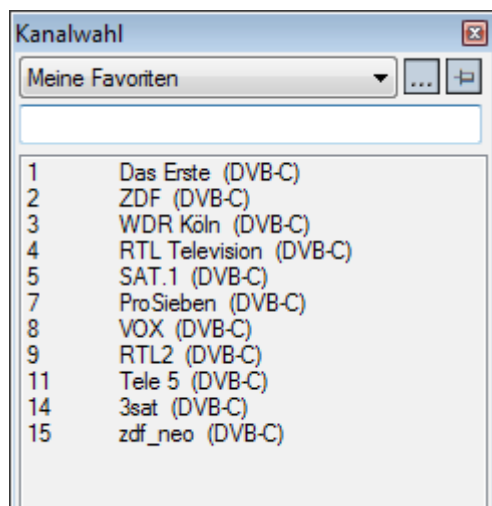 Kanalwahl
Meine Favoriten ...
1 Das Erste (DVB-C)
2 ZDF (DVB-C)
3 WDR Köln (DVB-C)
4 RTL Television (DVB-C)
5 SAT.1 (DVB-C)
7 ProSieben (DVB-C)
8 VOX (DVB-C)
9 RTL2 (DVB-C)
11 Tele 5 (DVB-C)
14 3sat (DVB-C)
15 zdf_neo (DVB-C)